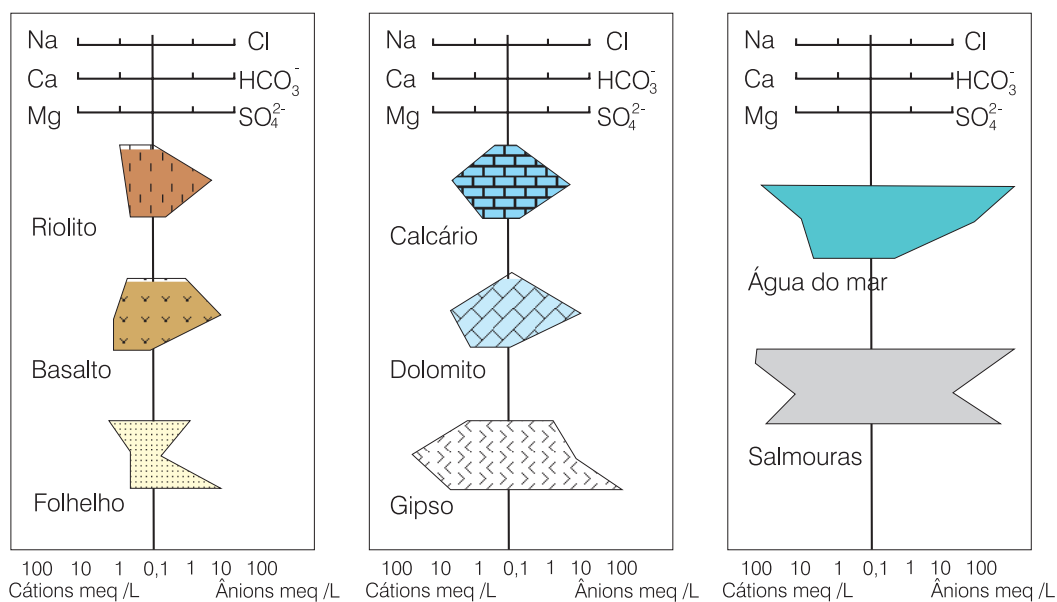 Na Cl
Ca HCO₃⁻
Mg SO₄²⁻
Riolito
Basalto
Folhelho
100 10 1 0,1 1 10 100
Cátions meq /L Ânions meq /L
Na Cl
Ca HCO₃⁻
Mg SO₄²⁻
Calcário
Dolomito
Gipso
100 10 1 0,1 1 10 100
Cátions meq /L Ânions meq /L
Na Cl
Ca HCO₃⁻
Mg SO₄²⁻
Água do mar
Salmouras
100 10 1 0,1 1 10 100
Cátions meq /L Ânions meq /L